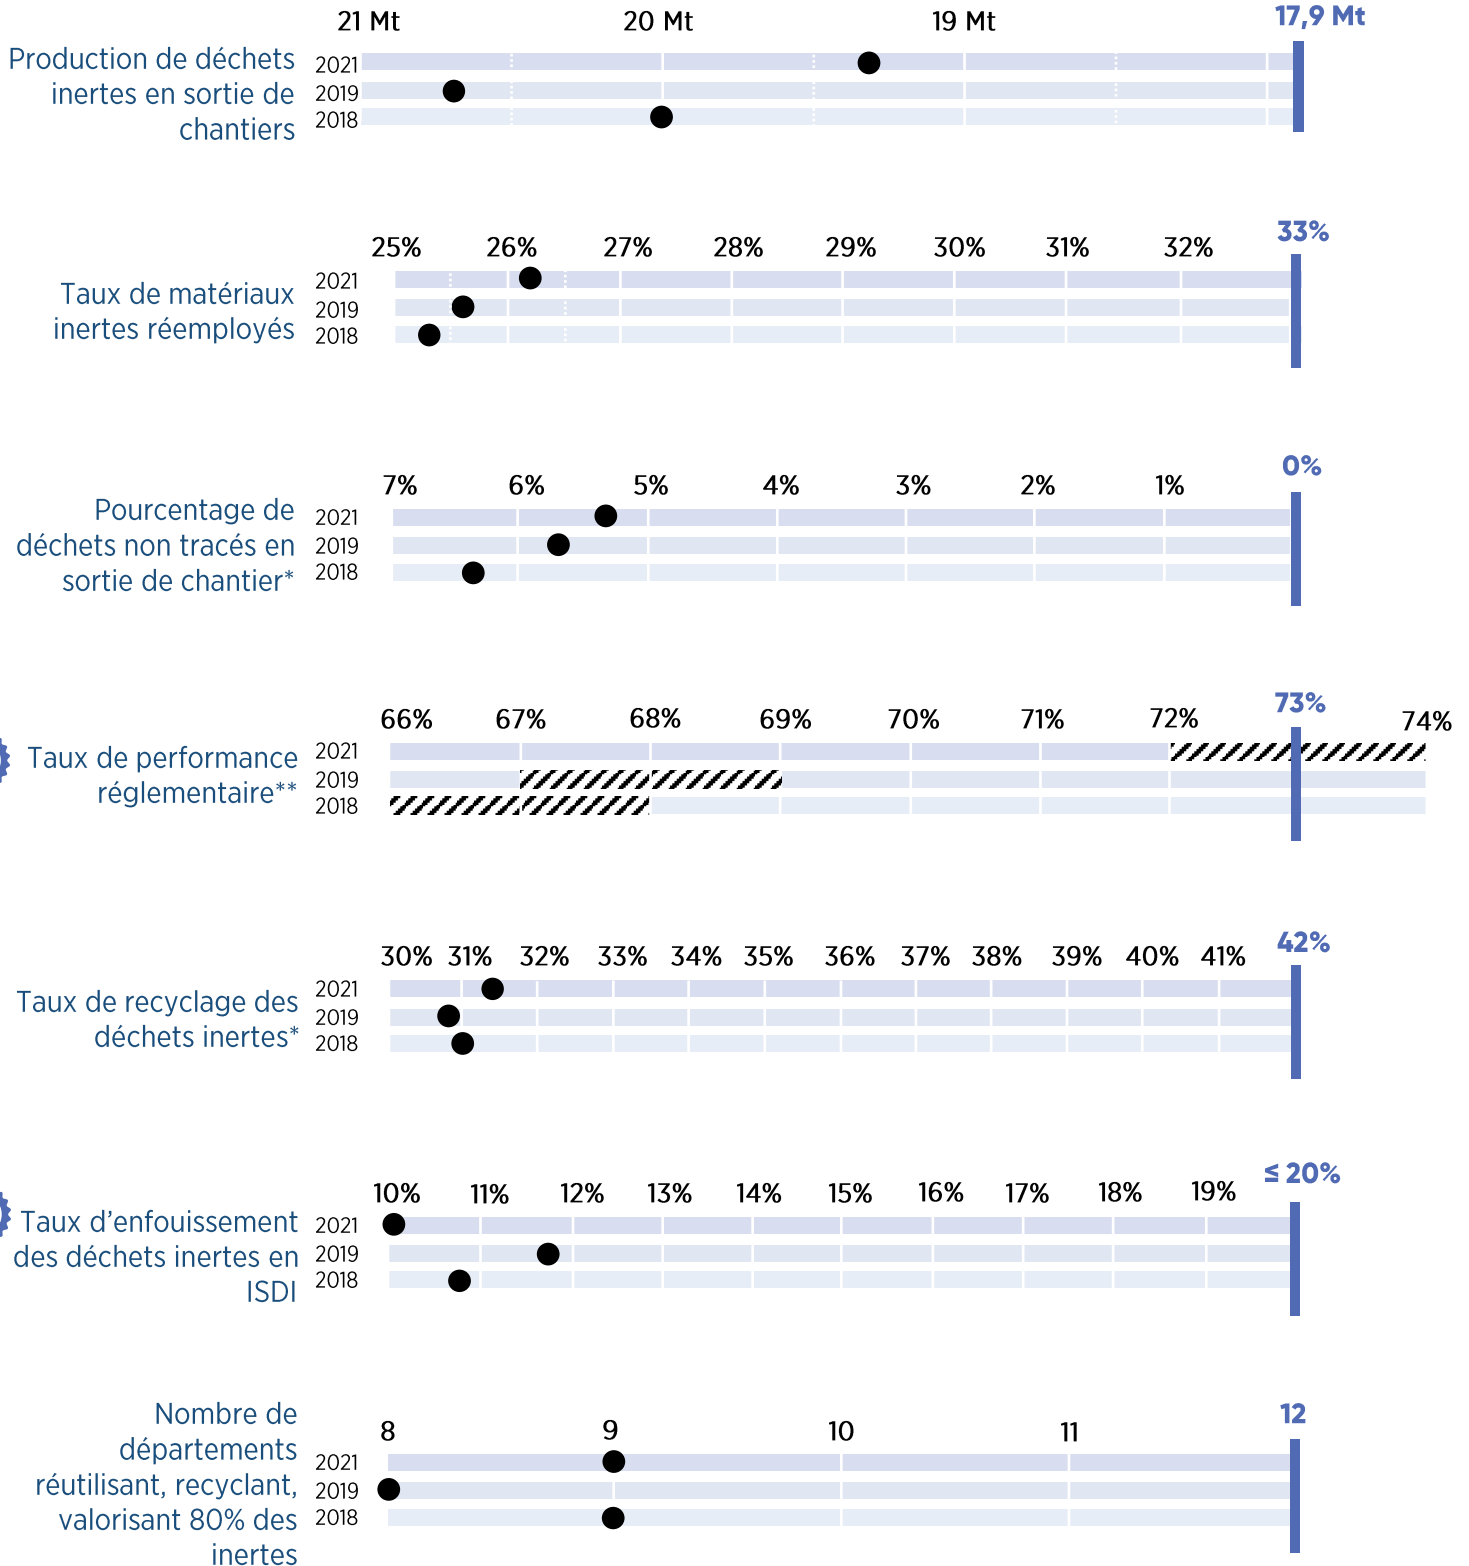 21 Mt 20 Mt 19 Mt 17,9 Mt
Production de déchets
inertes en sortie de
chantiers
2021
2019
2018
25% 26% 27% 28% 29% 30% 31% 32% 33%
Taux de matériaux
inertes réemployés
2021
2019
2018
7% 6% 5% 4% 3% 2% 1% 0%
Pourcentage de
déchets non tracés en
sortie de chantier*
2021
2019
2018
66% 67% 68% 69% 70% 71% 72% 73% 74%
Taux de performance
réglementaire**
2021
2019
2018
30% 31% 32% 33% 34% 35% 36% 37% 38% 39% 40% 41% 42%
Taux de recyclage des
déchets inertes*
2021
2019
2018
10% 11% 12% 13% 14% 15% 16% 17% 18% 19% ≤ 20%
Taux d’enfouissement
des déchets inertes en
ISDI
2021
2019
2018
8 9 10 11 12
Nombre de
départements
réutilisant, recyclant,
valorisant 80% des
inertes
2021
2019
2018